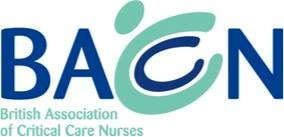 BACCN
British Association
of Critical Care Nurses